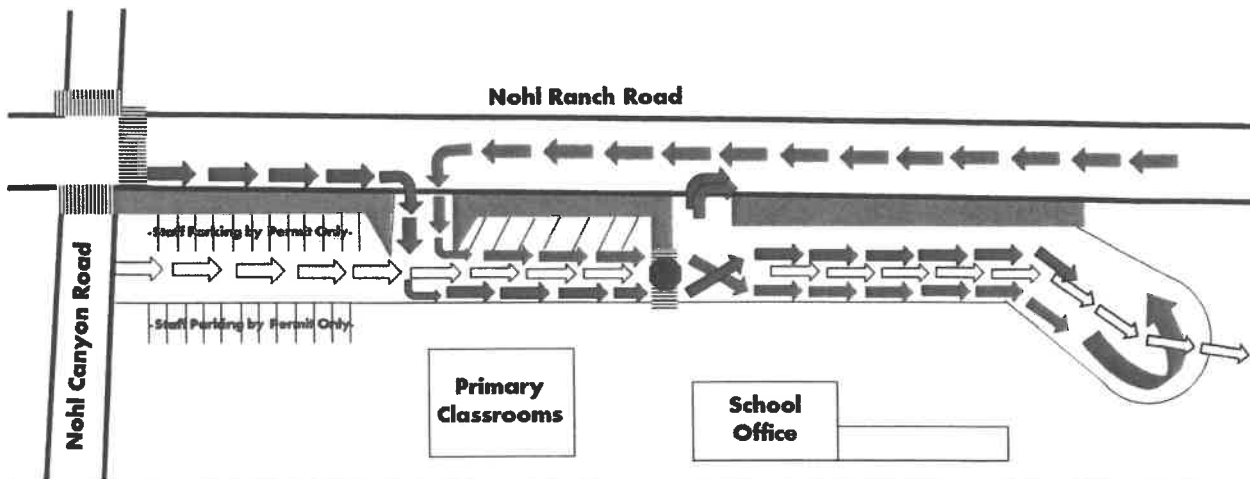 Nohl Ranch Road
-Staff Parking by Permit Only-
-Staff Parking by Permit Only-
Nohl Canyon Road
Primary
Classrooms
School
Office